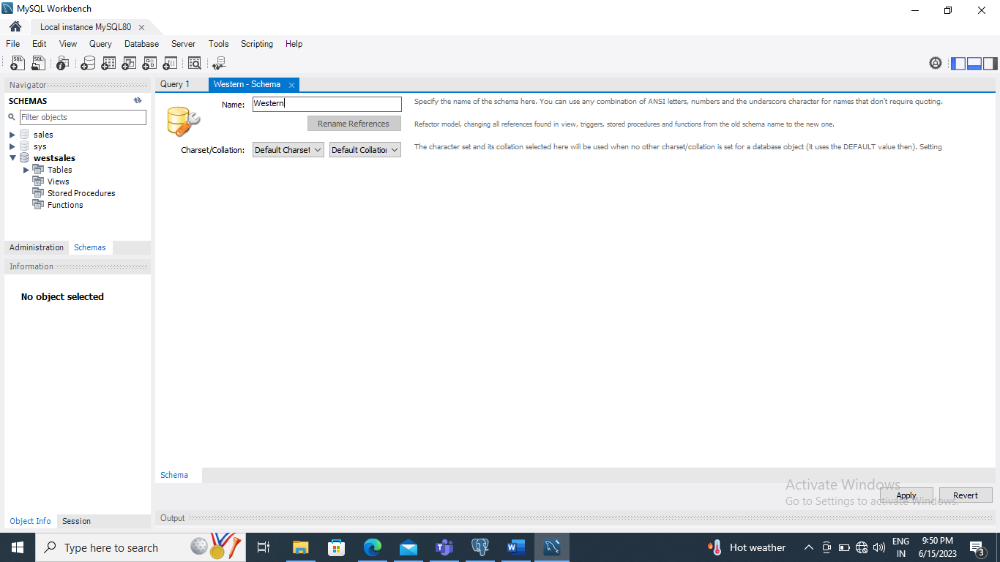 MySQL Workbench
Local instance MySQL80
File Edit View Query Database Server Tools Scripting Help
Navigator
SCHEMAS
Filter objects
sales
sys
westsales
Tables
Views
Stored Procedures
Functions
Administration Schemas
Information
No object selected
Object Info Session
Query 1 Western - Schema
Name: Western
Specify the name of the schema here. You can use any combination of ANSI letters, numbers and the underscore character for names that don't require quoting.
Rename References
Refactor model, changing all references found in view, triggers, stored procedures and functions from the old schema name to the new one.
Charset/Collation: Default Charset Default Collation
The character set and its collation selected here will be used when no other charset/collation is set for a database object (it uses the DEFAULT value then). Setting
Schema
Activate Windows
Go to Settings to activate Windows.
Apply Revert
Output
Type here to search
Hot weather
ENG
IN
9:50 PM
6/15/2023
3